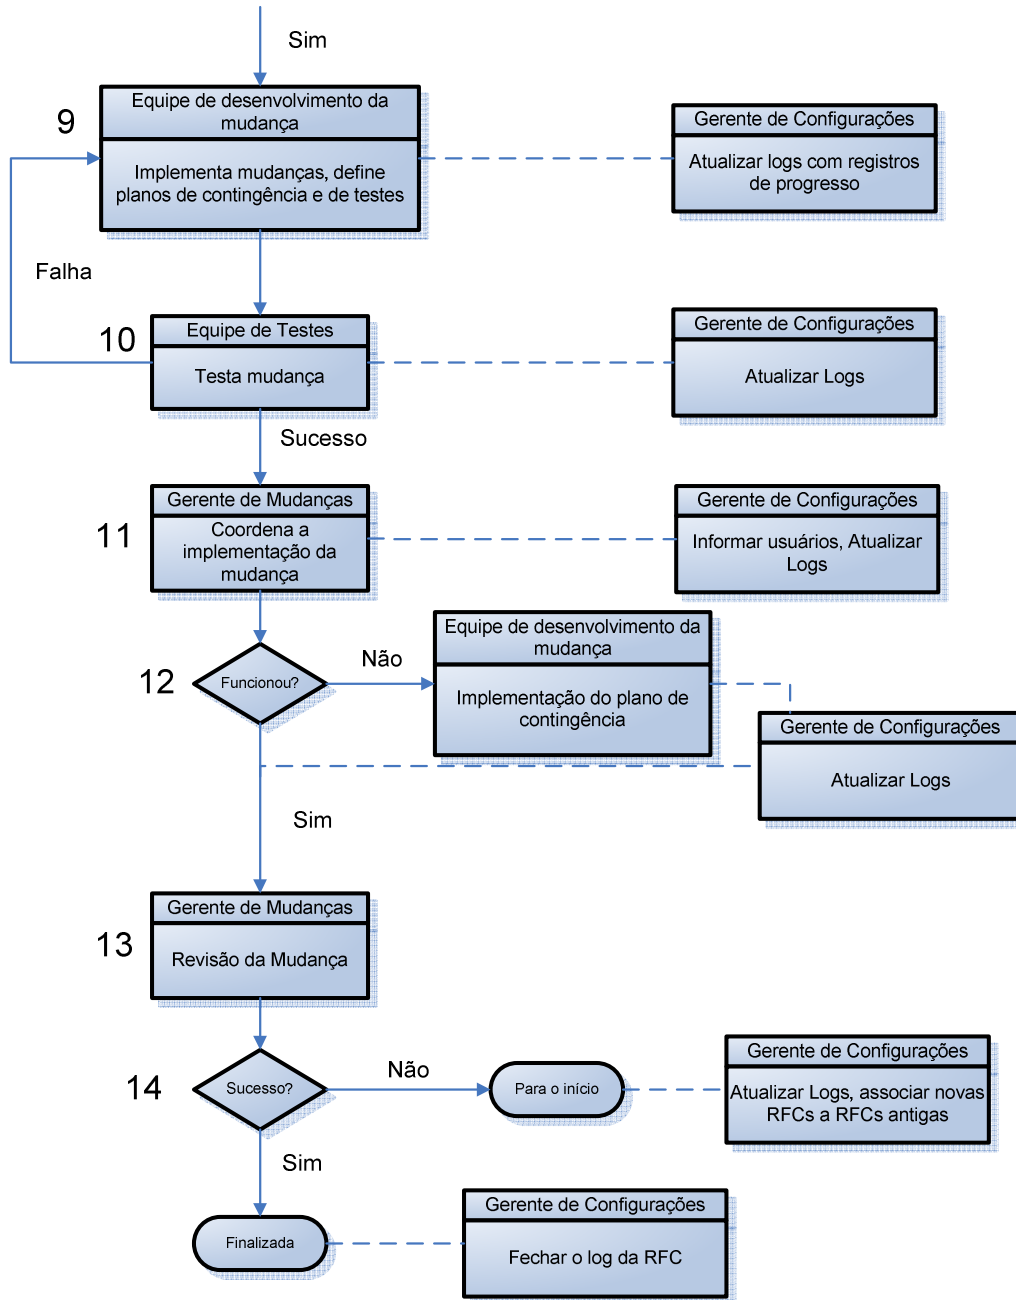 Sim
9
Equipe de desenvolvimento da
mudança
Implementa mudanças, define
planos de contingência e de testes
Gerente de Configurações
Atualizar logs com registros
de progresso
Falha
10
Equipe de Testes
Testa mudança
Gerente de Configurações
Atualizar Logs
Sucesso
11
Gerente de Mudanças
Coordena a
implementação da
mudança
Gerente de Configurações
Informar usuários, Atualizar
Logs
12
Funcionou?
Não
Equipe de desenvolvimento da
mudança
Implementação do plano de
contingência
Gerente de Configurações
Atualizar Logs
Sim
13
Gerente de Mudanças
Revisão da Mudança
14
Sucesso?
Não
Para o início
Gerente de Configurações
Atualizar Logs, associar novas
RFCs a RFCs antigas
Sim
Finalizada
Gerente de Configurações
Fechar o log da RFC